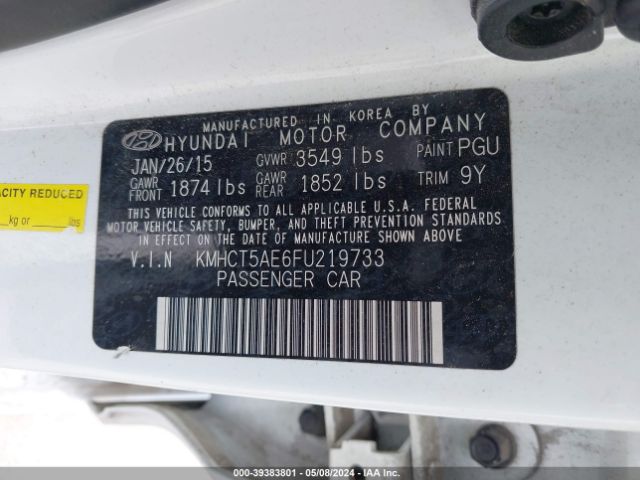 MANUFACTURED IN KOREA BY
HYUNDAI MOTOR COMPANY
JAN/26/15 GVWR 3549 lbs PAINT PGU
GAWR FRONT 1874 lbs GAWR REAR 1852 lbs TRIM 9Y
THIS VEHICLE CONFORMS TO ALL APPLICABLE U.S.A. FEDERAL
MOTOR VEHICLE SAFETY, BUMPER, AND THEFT PREVENTION STANDARDS
IN EFFECT ON THE DATE OF MANUFACTURE SHOWN ABOVE
V.I.N KMHCT5AE6FU219733
PASSENGER CAR
ACITY REDUCED
kg or lbs
000-39383801 - 05/08/2024 - IAA Inc.